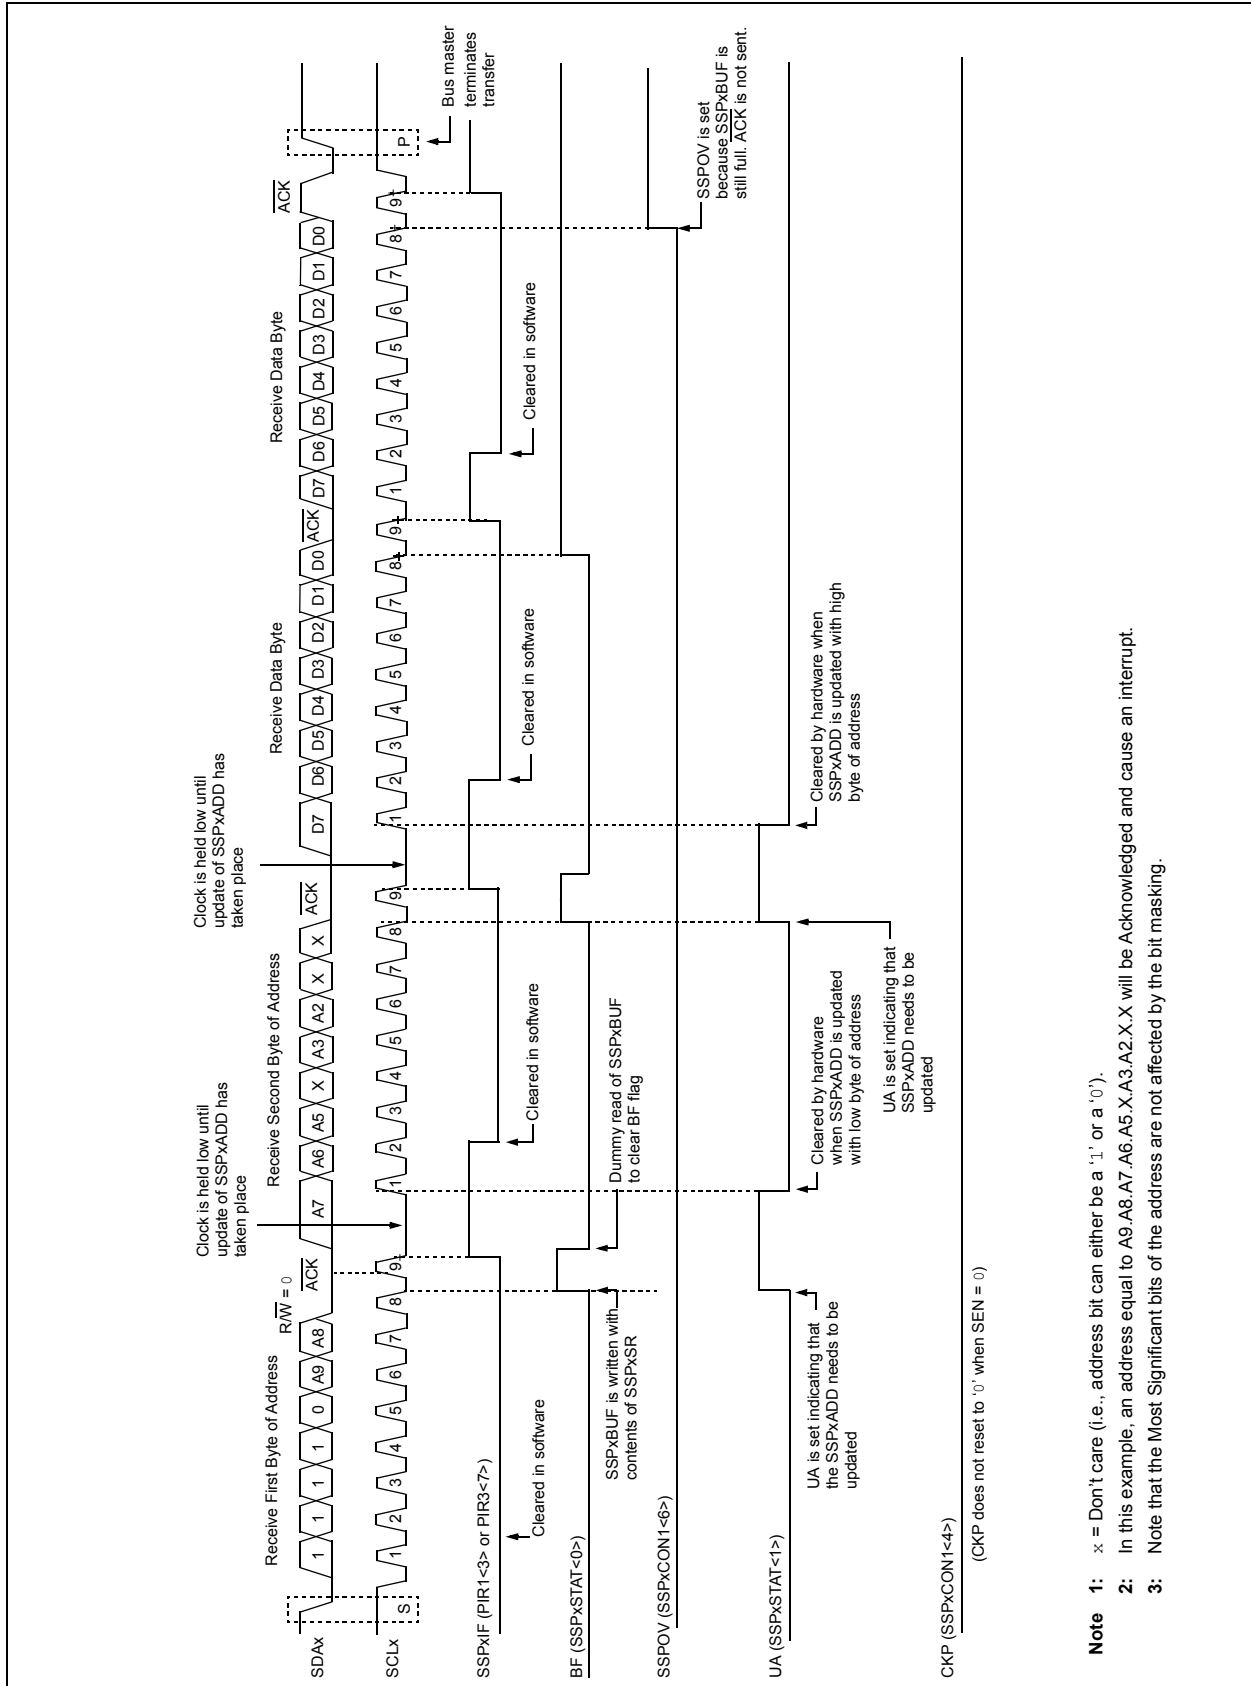 Receive First Byte of Address
R/W = 0
ACK
Clock is held low until
update of SSPxADD has
taken place
Receive Second Byte of Address
ACK
Clock is held low until
update of SSPxADD has
taken place
Receive Data Byte
ACK
Receive Data Byte
ACK
SDAx
1 1 1 1 0 A9 A8
A7 A6 A5 X A3 A2 X X
D7 D6 D5 D4 D3 D2 D1 D0
D7 D6 D5 D4 D3 D2 D1 D0
SCLx
S
1 2 3 4 5 6 7 8 9
1 2 3 4 5 6 7 8 9
1 2 3 4 5 6 7 8 9
1 2 3 4 5 6 7 8 9
P
Bus master
terminates
transfer
SSPxIF (PIR1<3> or PIR3<7>)
Cleared in software
Cleared in software
Cleared in software
Cleared in software
BF (SSPxSTAT<0>)
SSPxBUF is written with
contents of SSPxSR
Dummy read of SSPxBUF
to clear BF flag
SSPOV (SSPxCON1<6>)
SSPOV is set
because SSPxBUF is
still full. ACK is not sent.
UA (SSPxSTAT<1>)
UA is set indicating that
the SSPxADD needs to be
updated
Cleared by hardware
when SSPxADD is updated
with low byte of address
UA is set indicating that
SSPxADD needs to be
updated
Cleared by hardware when
SSPxADD is updated with high
byte of address
CKP (SSPxCON1<4>)
(CKP does not reset to ‘0’ when SEN = 0)
Note 1: x = Don’t care (i.e., address bit can either be a ‘1’ or a ‘0’).
2: In this example, an address equal to A9.A8.A7.A6.A5.X.A3.A2.X.X will be Acknowledged and cause an interrupt.
3: Note that the Most Significant bits of the address are not affected by the bit masking.